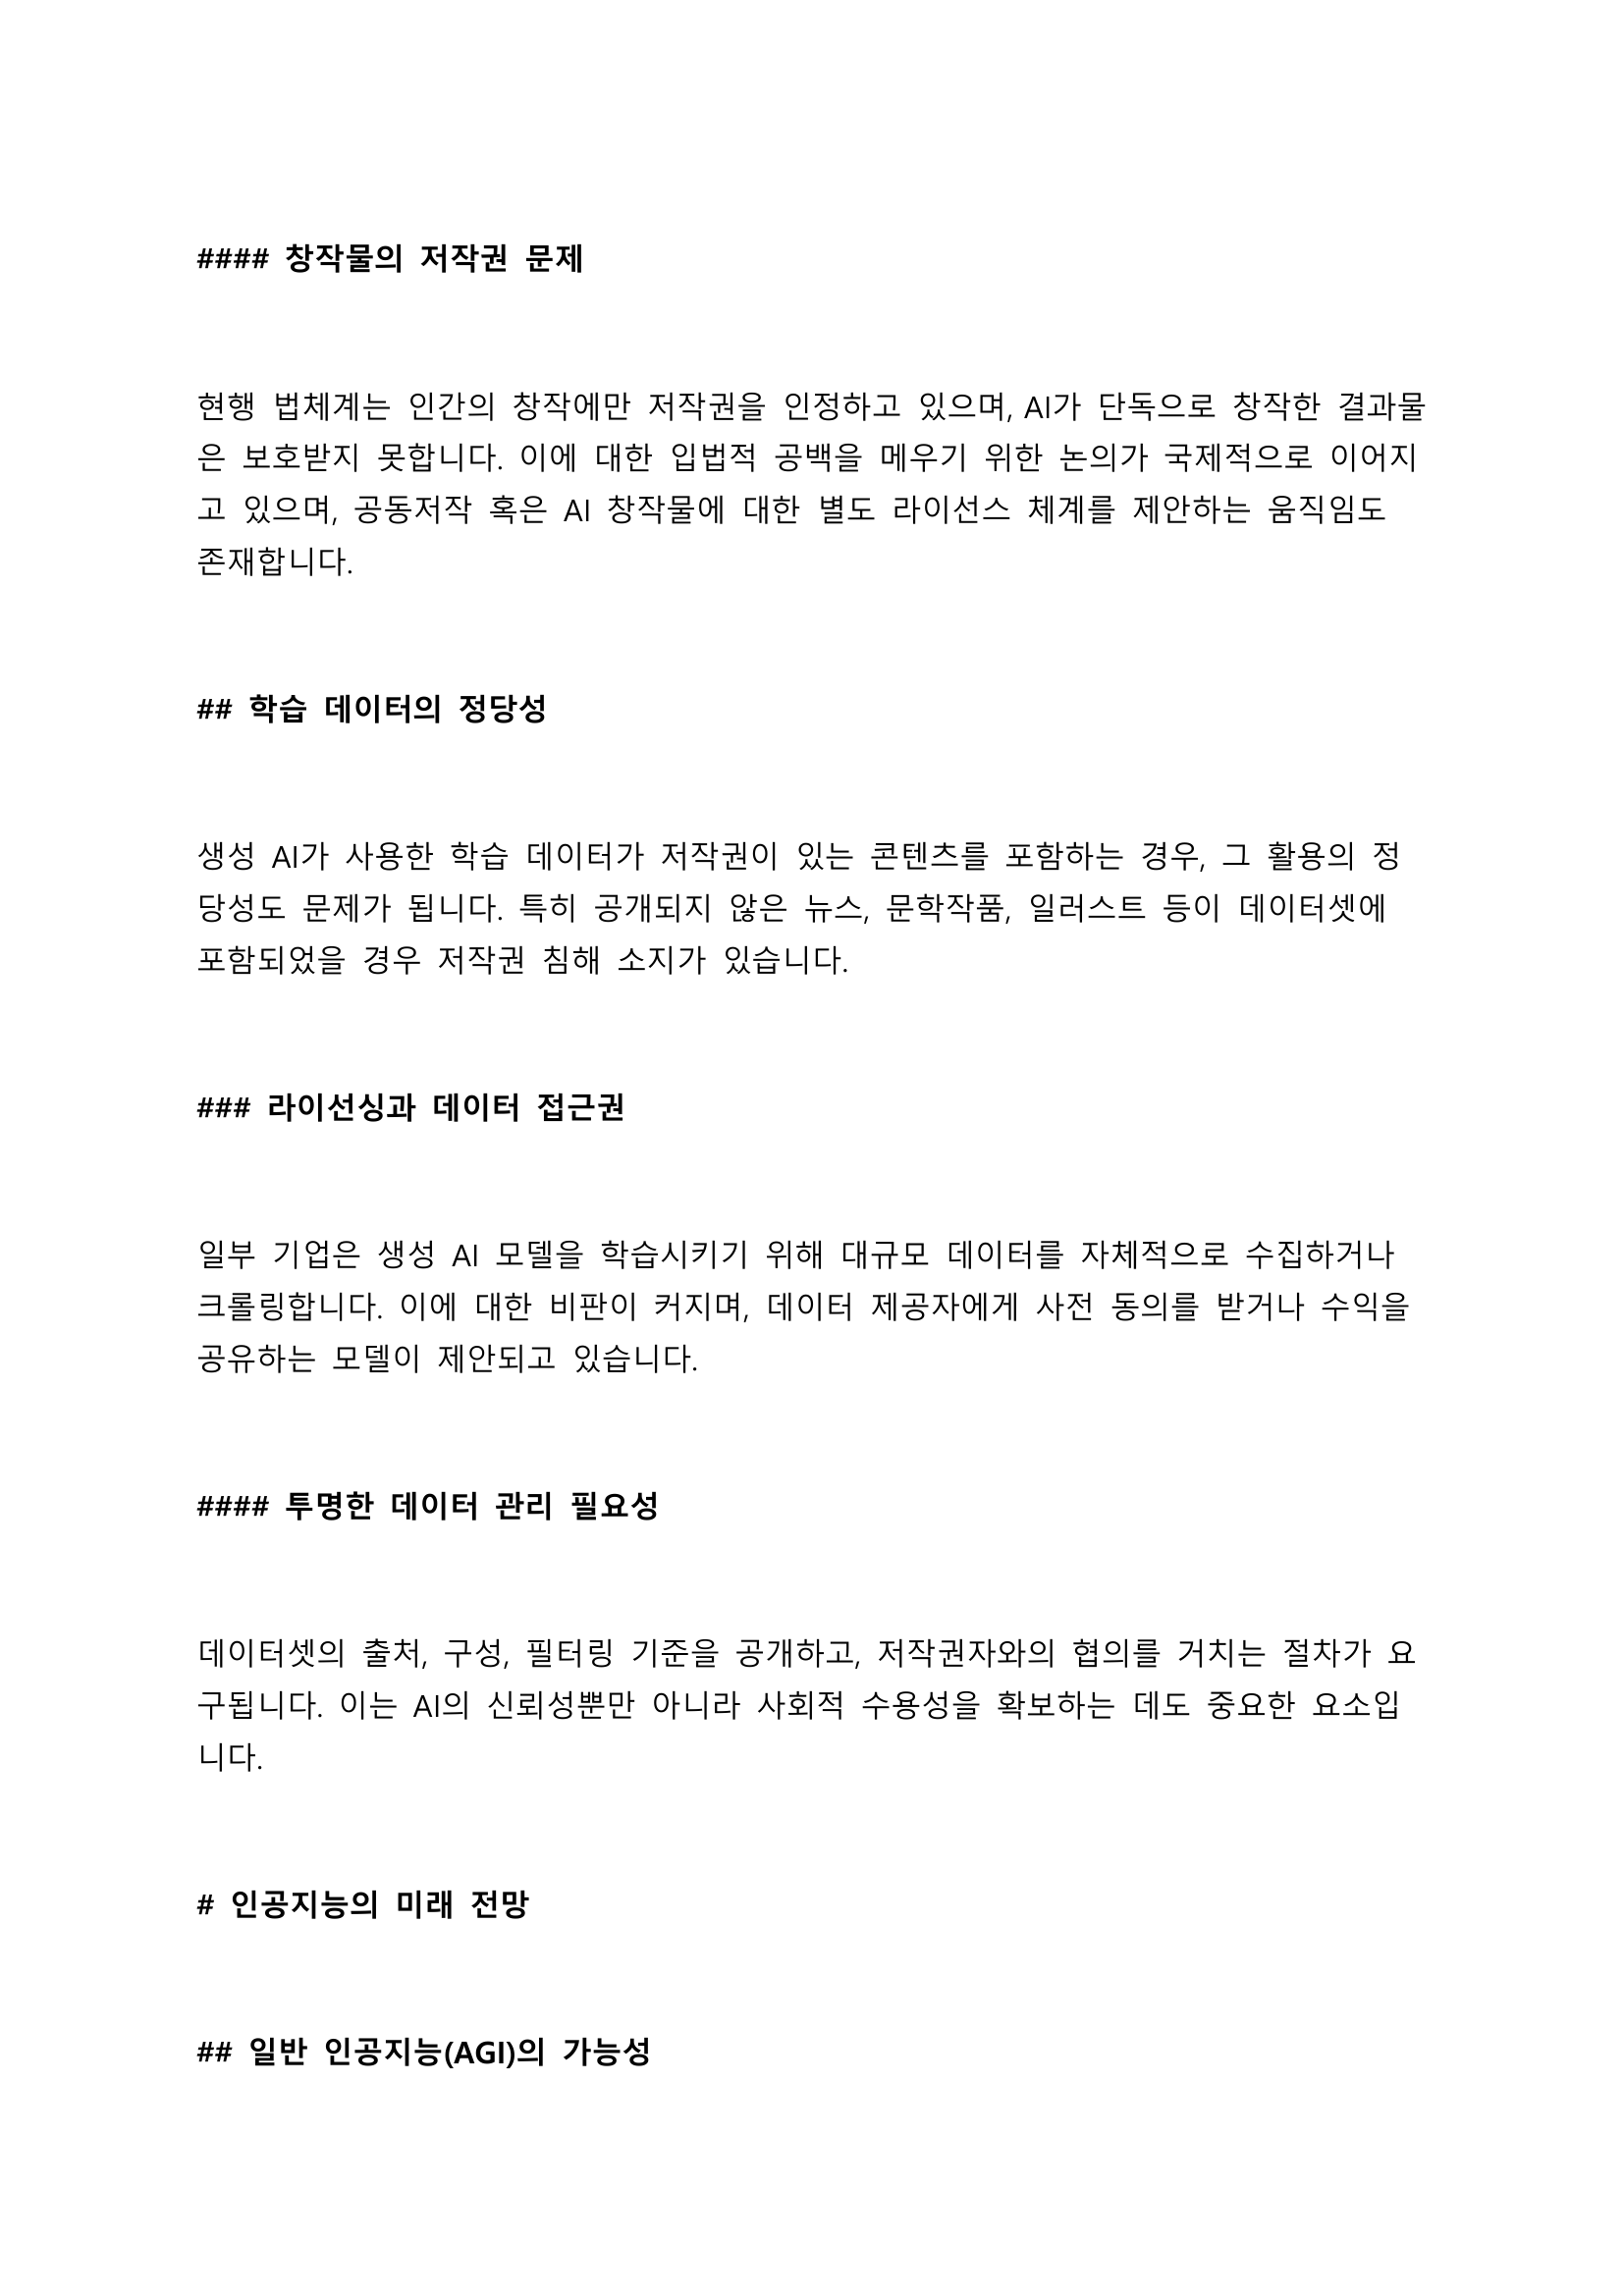 #### 창작물의 저작권 문제
현행 법체계는 인간의 창작에만 저작권을 인정하고 있으며, AI가 단독으로 창작한 결과물
은 보호받지 못합니다. 이에 대한 입법적 공백을 메우기 위한 논의가 국제적으로 이어지
고 있으며, 공동저작 혹은 AI 창작물에 대한 별도 라이선스 체계를 제안하는 움직임도
존재합니다.
## 학습 데이터의 정당성
생성 AI가 사용한 학습 데이터가 저작권이 있는 콘텐츠를 포함하는 경우, 그 활용의 정
당성도 문제가 됩니다. 특히 공개되지 않은 뉴스, 문학작품, 일러스트 등이 데이터셋에
포함되었을 경우 저작권 침해 소지가 있습니다.
### 라이선싱과 데이터 접근권
일부 기업은 생성 AI 모델을 학습시키기 위해 대규모 데이터를 자체적으로 수집하거나
크롤링합니다. 이에 대한 비판이 커지며, 데이터 제공자에게 사전 동의를 받거나 수익을
공유하는 모델이 제안되고 있습니다.
#### 투명한 데이터 관리 필요성
데이터셋의 출처, 구성, 필터링 기준을 공개하고, 저작권자와의 협의를 거치는 절차가 요
구됩니다. 이는 AI의 신뢰성뿐만 아니라 사회적 수용성을 확보하는 데도 중요한 요소입
니다.
# 인공지능의 미래 전망
## 일반 인공지능(AGI)의 가능성